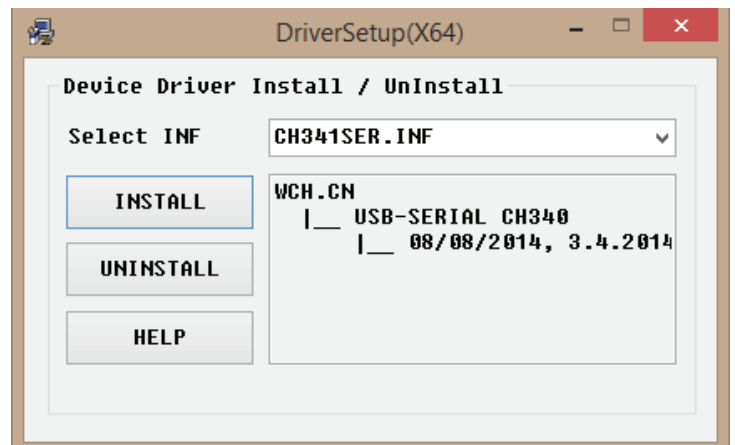 DriverSetup(X64)
Device Driver Install / UnInstall
Select INF CH341SER.INF
INSTALL
UNINSTALL
HELP
WCH.CN
|__ USB-SERIAL CH340
|__ 08/08/2014, 3.4.2014